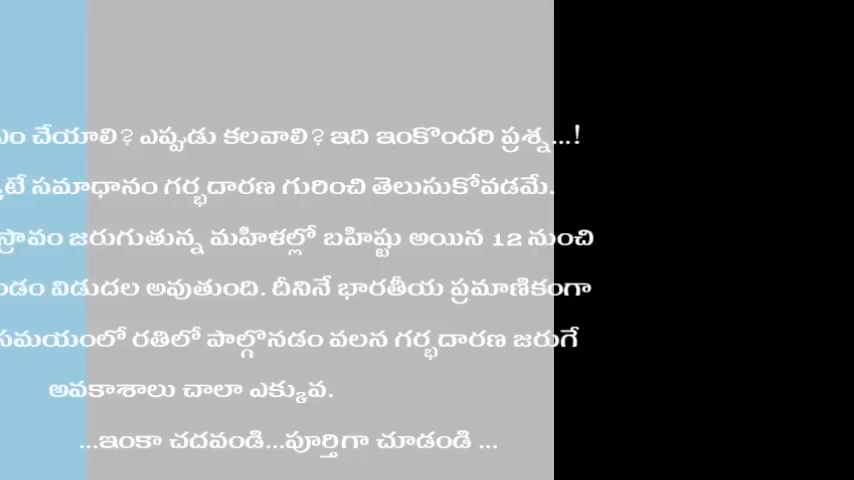 చేయాలి? ఎప్పుడు కలవాలి? ఇది ఇంకొందరి ప్రశ్న...!
సమాధానం గర్భదారణ గురించి తెలుసుకోవడమే.
జరుగుతున్న మహిళల్లో బహిష్టు అయిన 12 నుంచి
విడుదల అవుతుంది. దీనినే భారతీయ ప్రమాణికంగా
సమయంలో రతిలో పాల్గొనడం వలన గర్భదారణ జరుగే
అవకాశాలు చాలా ఎక్కువ.
...ఇంకా చదవండి...పూర్తిగా చూడండి ...